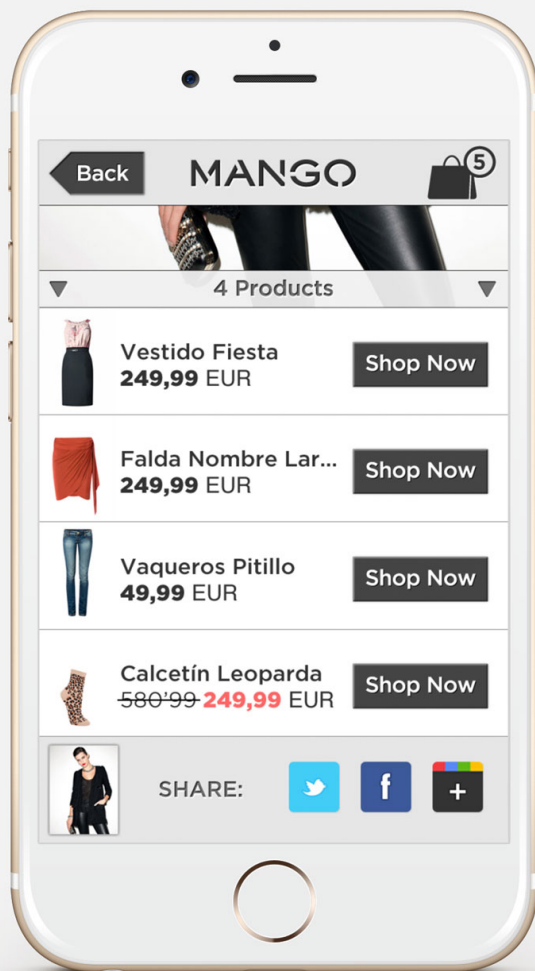 Back
MANGO
5
4 Products
Vestido Fiesta
249,99 EUR
Shop Now
Falda Nombre Lar...
249,99 EUR
Shop Now
Vaqueros Pitillo
49,99 EUR
Shop Now
Calcetín Leoparda
580'99 249,99 EUR
Shop Now
SHARE:
f
+